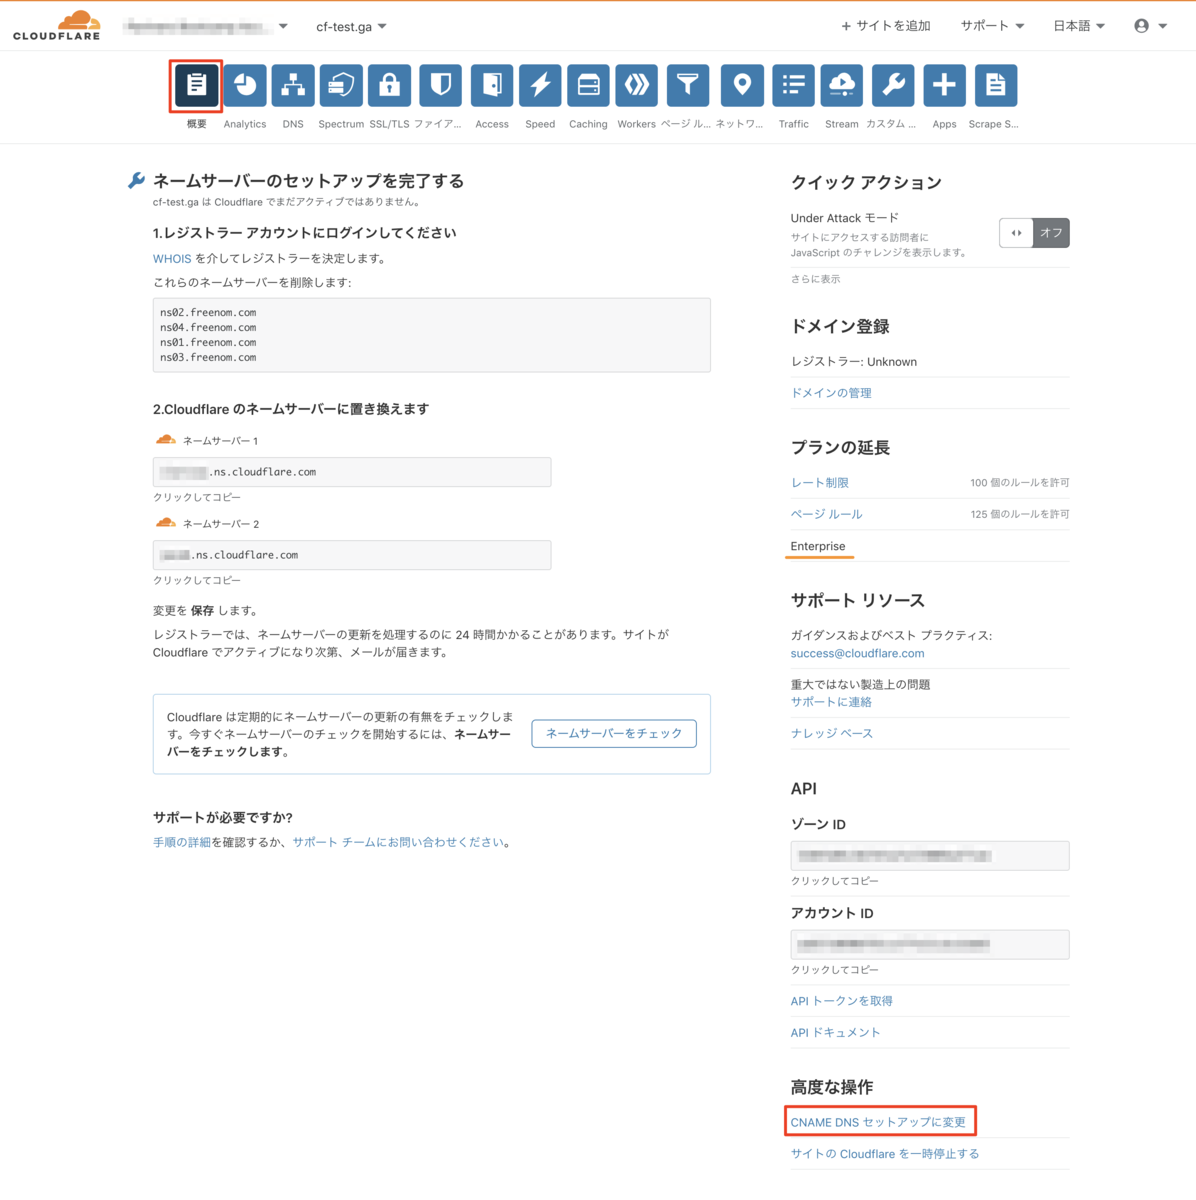 CLOUDFLARE
cf-test.ga
+ サイトを追加
サポート
日本語
概要
Analytics
DNS
Spectrum
SSL/TLS
ファイア...
Access
Speed
Caching
Workers
ページ ル...
ネットワ...
Traffic
Stream
カスタム ...
Apps
Scrape S...
ネームサーバーのセットアップを完了する
cf-test.ga は Cloudflare でまだアクティブではありません。
1.レジストラー アカウントにログインしてください
WHOIS を介してレジストラーを決定します。
これらのネームサーバーを削除します:
ns02.freenom.com
ns04.freenom.com
ns01.freenom.com
ns03.freenom.com
2.Cloudflare のネームサーバーに置き換えます
ネームサーバー 1
.ns.cloudflare.com
クリックしてコピー
ネームサーバー 2
.ns.cloudflare.com
クリックしてコピー
変更を 保存 します。
レジストラーでは、ネームサーバーの更新を処理するのに 24 時間かかることがあります。サイトが
Cloudflare でアクティブになり次第、メールが届きます。
Cloudflare は定期的にネームサーバーの更新の有無をチェックしま
す。今すぐネームサーバーのチェックを開始するには、ネームサー
バーをチェックします。
ネームサーバーをチェック
サポートが必要ですか?
手順の詳細を確認するか、サポート チームにお問い合わせください。
クイック アクション
Under Attack モード
サイトにアクセスする訪問者に
JavaScript のチャレンジを表示します。
オフ
さらに表示
ドメイン登録
レジストラー: Unknown
ドメインの管理
プランの延長
レート制限
100 個のルールを許可
ページ ルール
125 個のルールを許可
Enterprise
サポート リソース
ガイダンスおよびベスト プラクティス:
success@cloudflare.com
重大ではない製造上の問題
サポートに連絡
ナレッジ ベース
API
ゾーン ID
クリックしてコピー
アカウント ID
クリックしてコピー
API トークンを取得
API ドキュメント
高度な操作
CNAME DNS セットアップに変更
サイトの Cloudflare を一時停止する